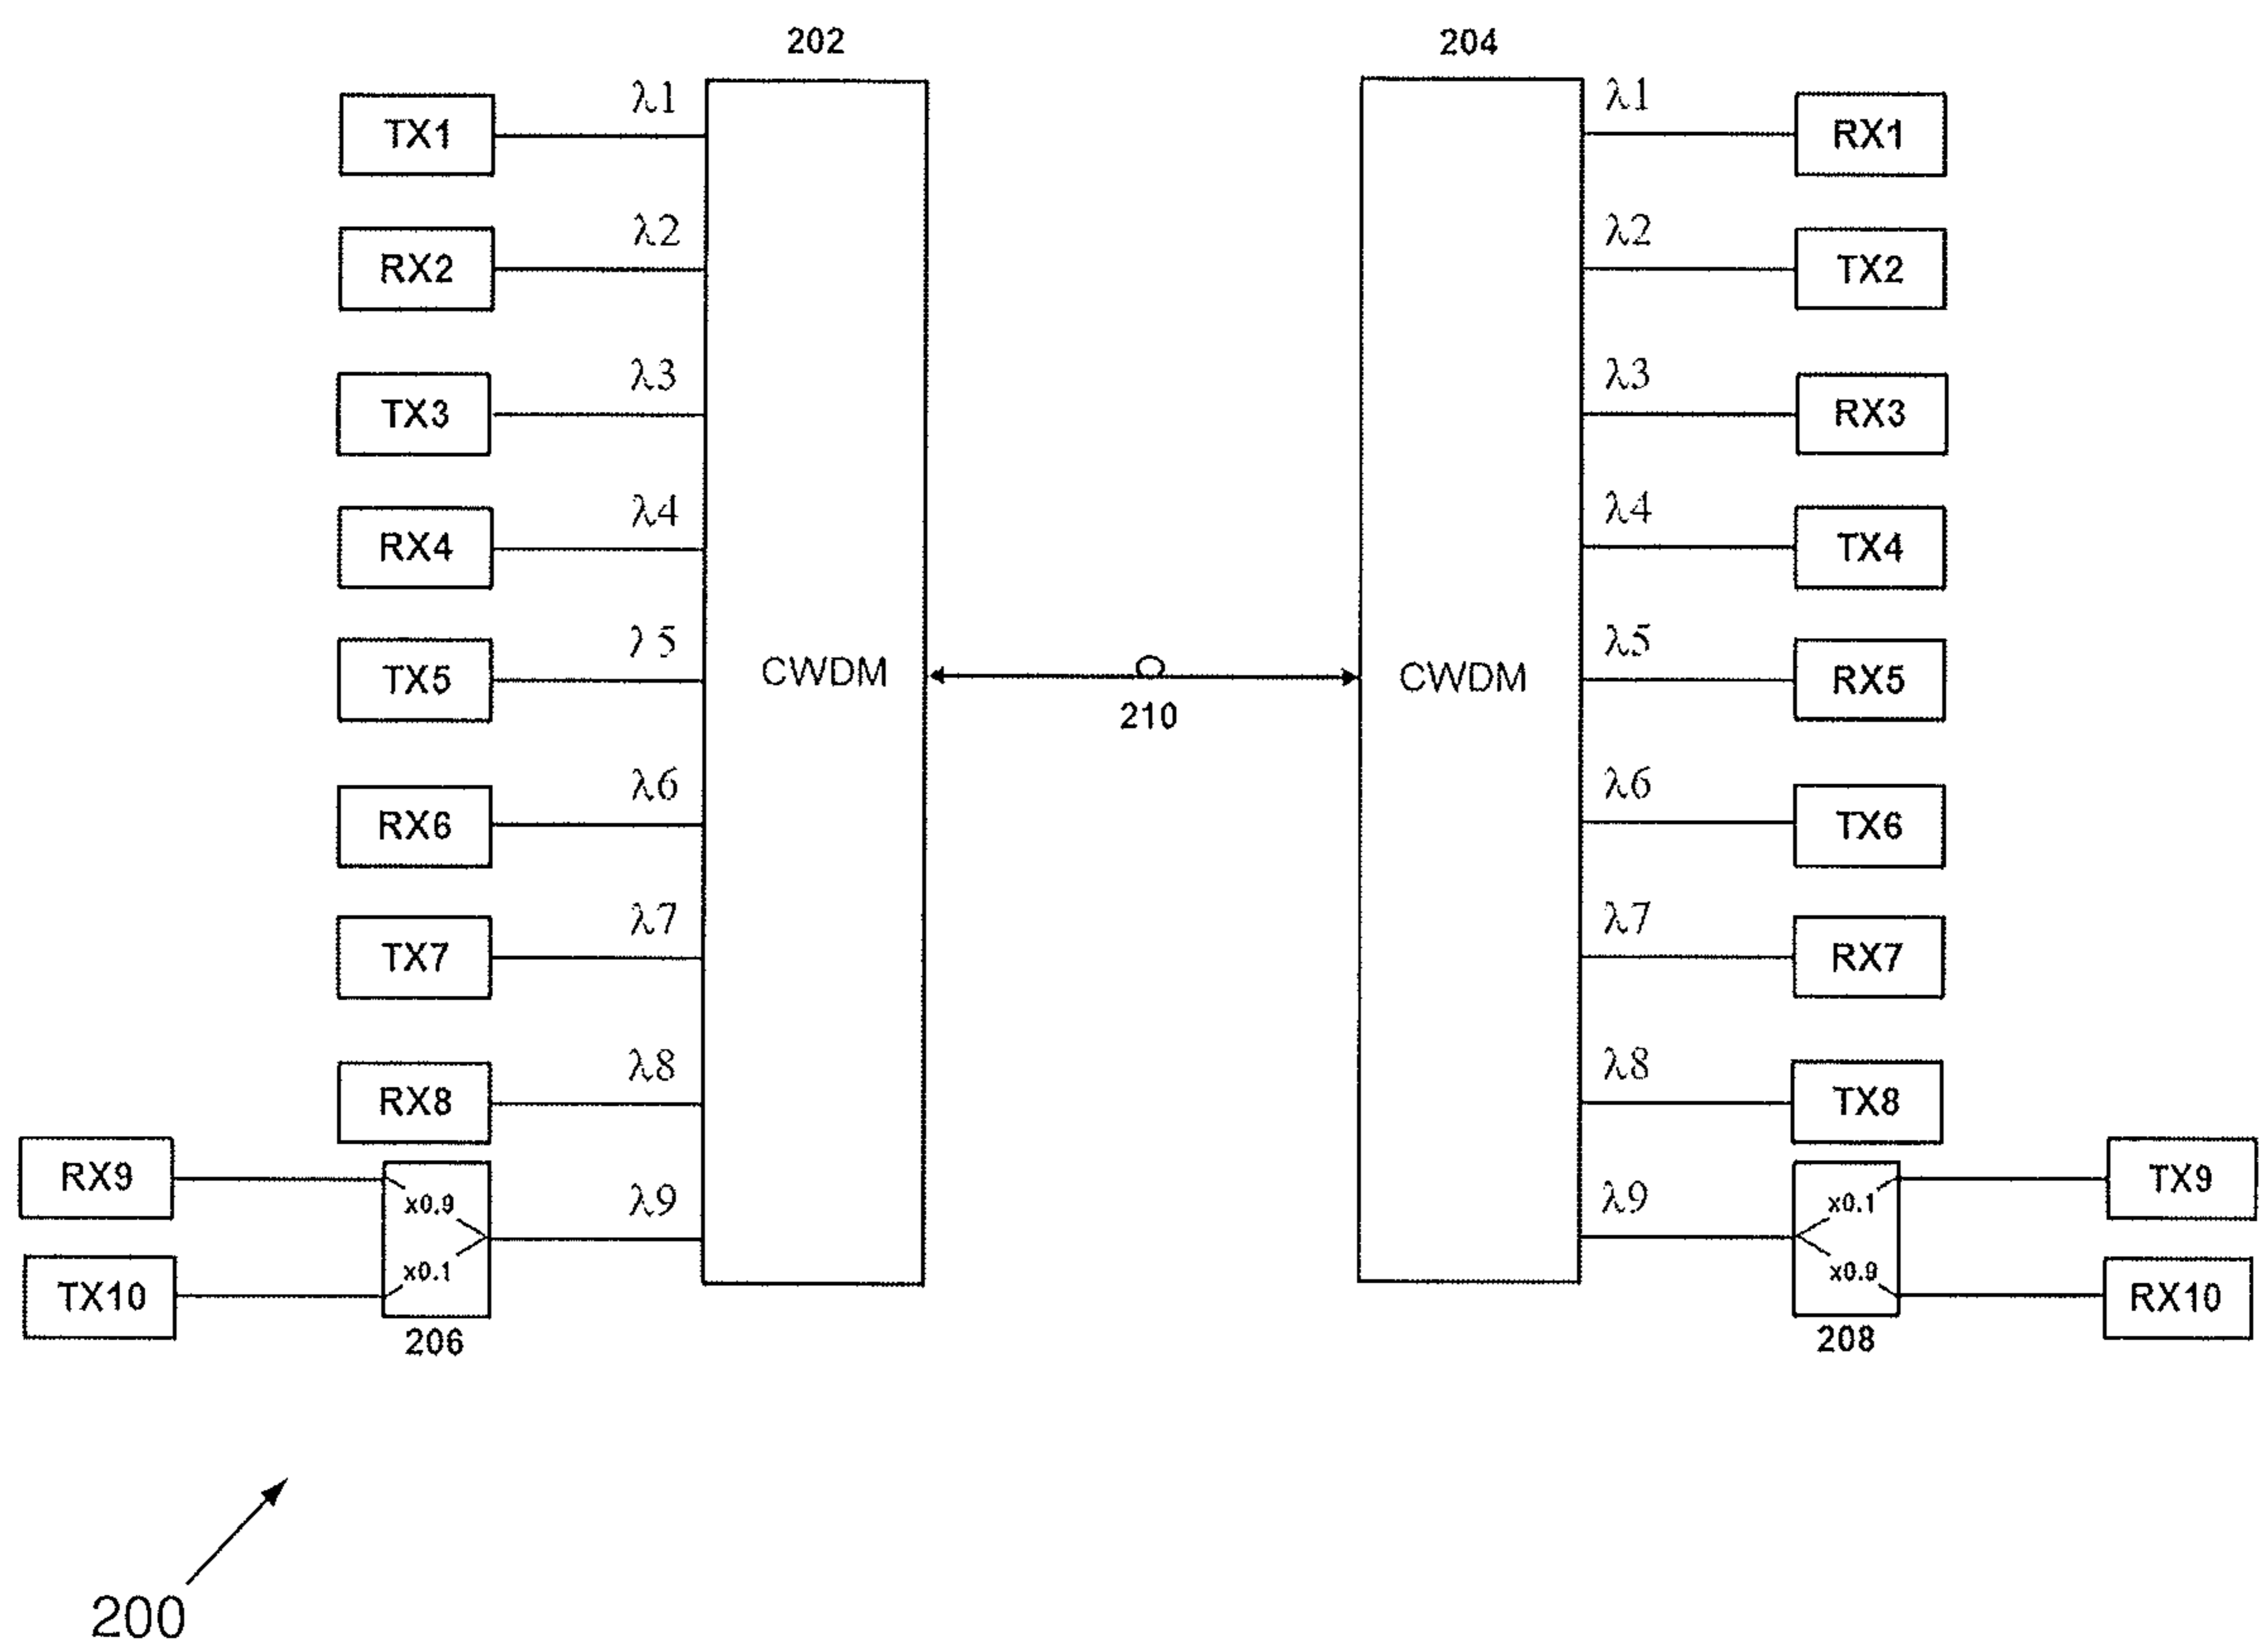 202
204
TX1
λ1
λ1
RX1
RX2
λ2
λ2
TX2
TX3
λ3
λ3
RX3
RX4
λ4
λ4
TX4
TX5
λ5
CWDM
210
CWDM
λ5
RX5
RX6
λ6
λ6
TX6
TX7
λ7
λ7
RX7
RX8
λ8
λ8
TX8
RX9
x0.9
λ9
λ9
x0.1
TX9
TX10
x0.1
x0.9
RX10
206
208
200